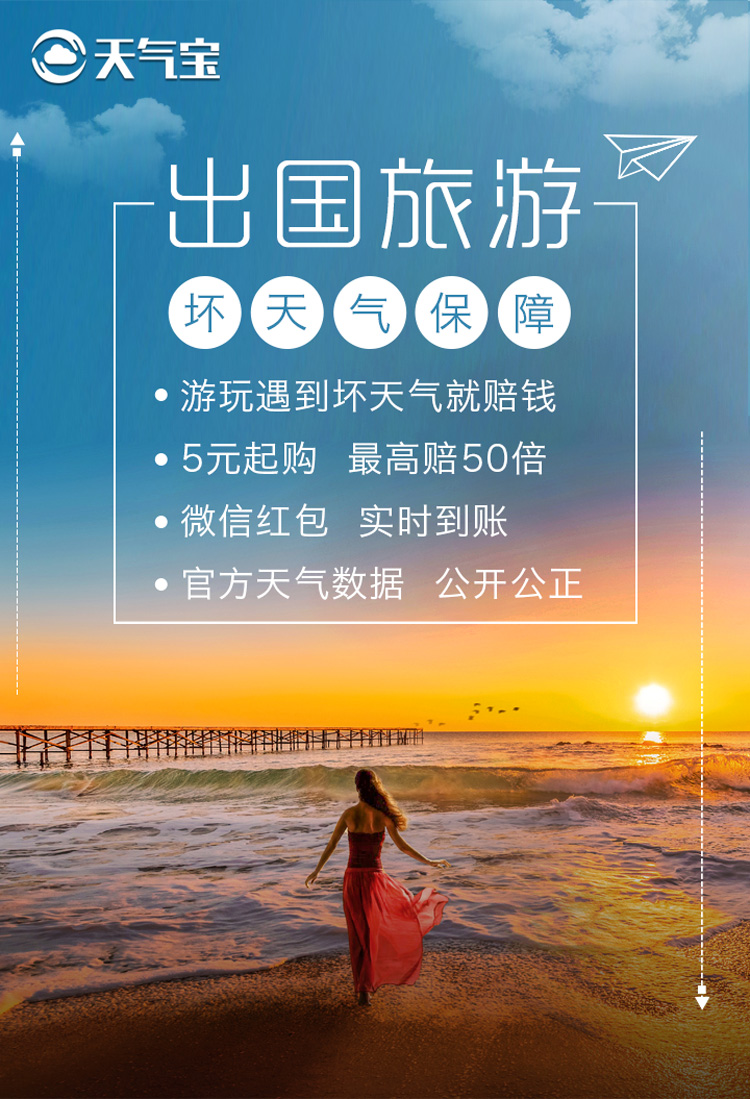 天气宝
出国旅游
坏天气保障
• 游玩遇到坏天气就赔钱
• 5元起购 最高赔50倍
• 微信红包 实时到账
• 官方天气数据 公开公正